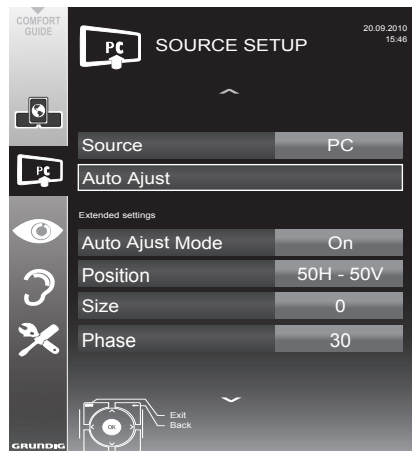 COMFORT
GUIDE
PC
SOURCE SETUP
20.09.2010
15:46
PC
Source
PC
Auto Ajust
Extended settings
Auto Ajust Mode
On
Position
50H - 50V
Size
0
Phase
30
OK
Exit
Back
GRUNDIG